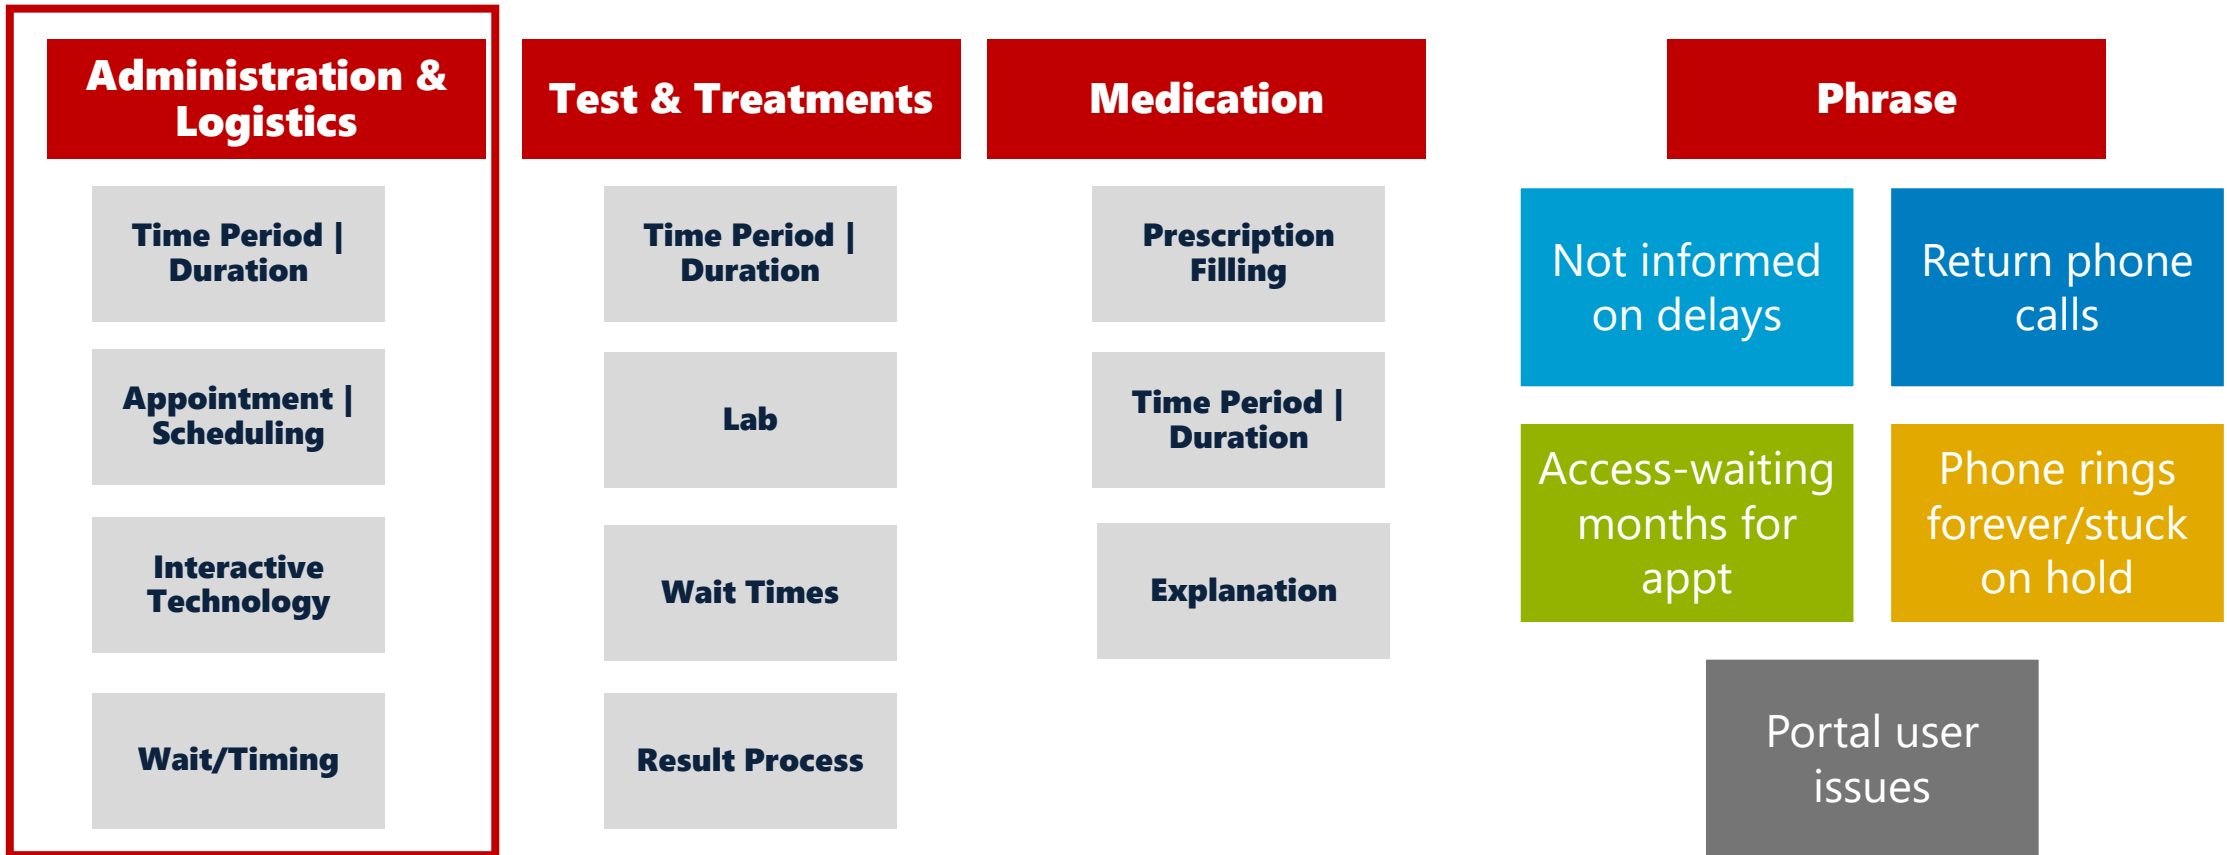 Administration &
Logistics
Time Period |
Duration
Appointment |
Scheduling
Interactive
Technology
Wait/Timing
Test & Treatments
Time Period |
Duration
Lab
Wait Times
Result Process
Medication
Prescription
Filling
Time Period |
Duration
Explanation
Phrase
Not informed
on delays
Return phone
calls
Access-waiting
months for
appt
Phone rings
forever/stuck
on hold
Portal user
issues